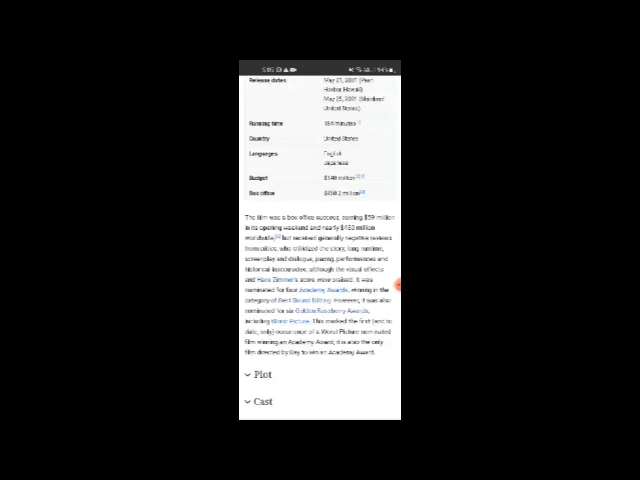 Release dates
May 21, 2001 (Pearl
Harbor, Hawaii)
May 25, 2001 (Mainland
United States)
Running time
184 minutes
Country
United States
Languages
English
Japanese
Budget
$140 million
Box office
million
The film was a box office success, earning $59 million
in its opening weekend and nearly $450 million
worldwide, but received generally negative reviews
from critics, who criticized the story, long runtime,
screenplay and dialogue, pacing, performances and
historical inaccuracies, although the visual effects
and Hans Zimmer's score were praised. It was
nominated for four Academy Awards, winning in the
category of Best Sound Editing. However, it was also
nominated for six Golden Raspberry Awards,
including Worst Picture. This marked the first (and to
date, only) occurrence of a Worst Picture-nominated
film winning an Academy Award; it is also the only
film directed by Bay to win an Academy Award.
Plot
Cast